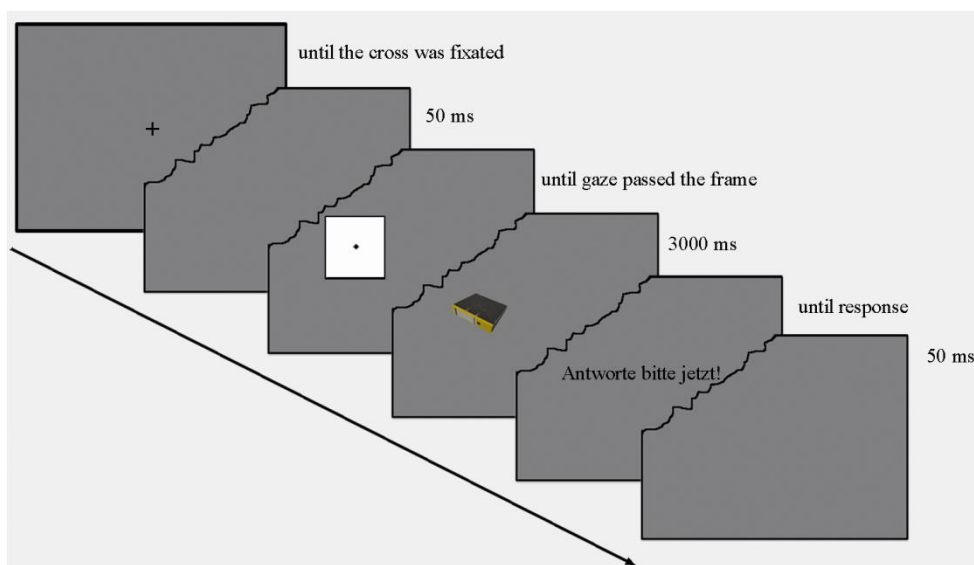 until the cross was fixated
50 ms
until gaze passed the frame
3000 ms
until response
Antworte bitte jetzt!
50 ms